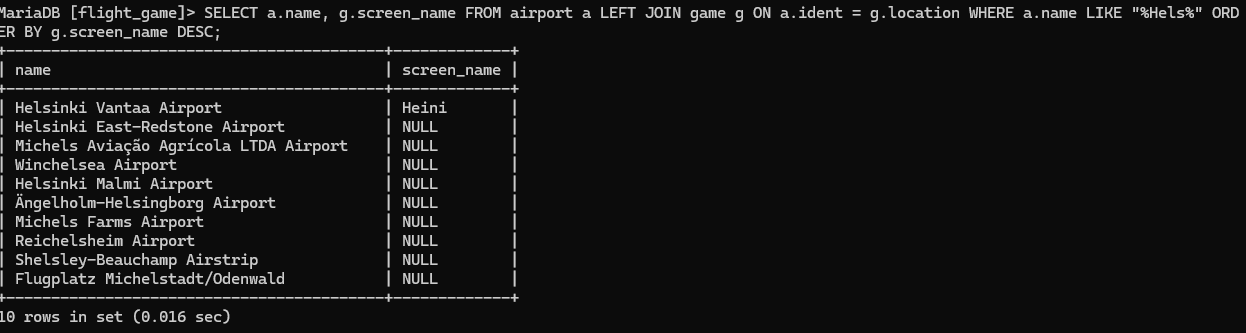 MariaDB [flight_game]> SELECT a.name, g.screen_name FROM airport a LEFT JOIN game g ON a.ident = g.location WHERE a.name LIKE "%Hels%" ORD
ER BY g.screen_name DESC;
+----------------------------------------+-------------+
| name | screen_name |
+----------------------------------------+-------------+
| Helsinki Vantaa Airport | Heini |
| Helsinki East-Redstone Airport | NULL |
| Michels Aviação Agrícola LTDA Airport | NULL |
| Winchelsea Airport | NULL |
| Helsinki Malmi Airport | NULL |
| Ängelholm-Helsingborg Airport | NULL |
| Michels Farms Airport | NULL |
| Reichelsheim Airport | NULL |
| Shelsley-Beauchamp Airstrip | NULL |
| Flugplatz Michelstadt/Odenwald | NULL |
+----------------------------------------+-------------+
10 rows in set (0.016 sec)